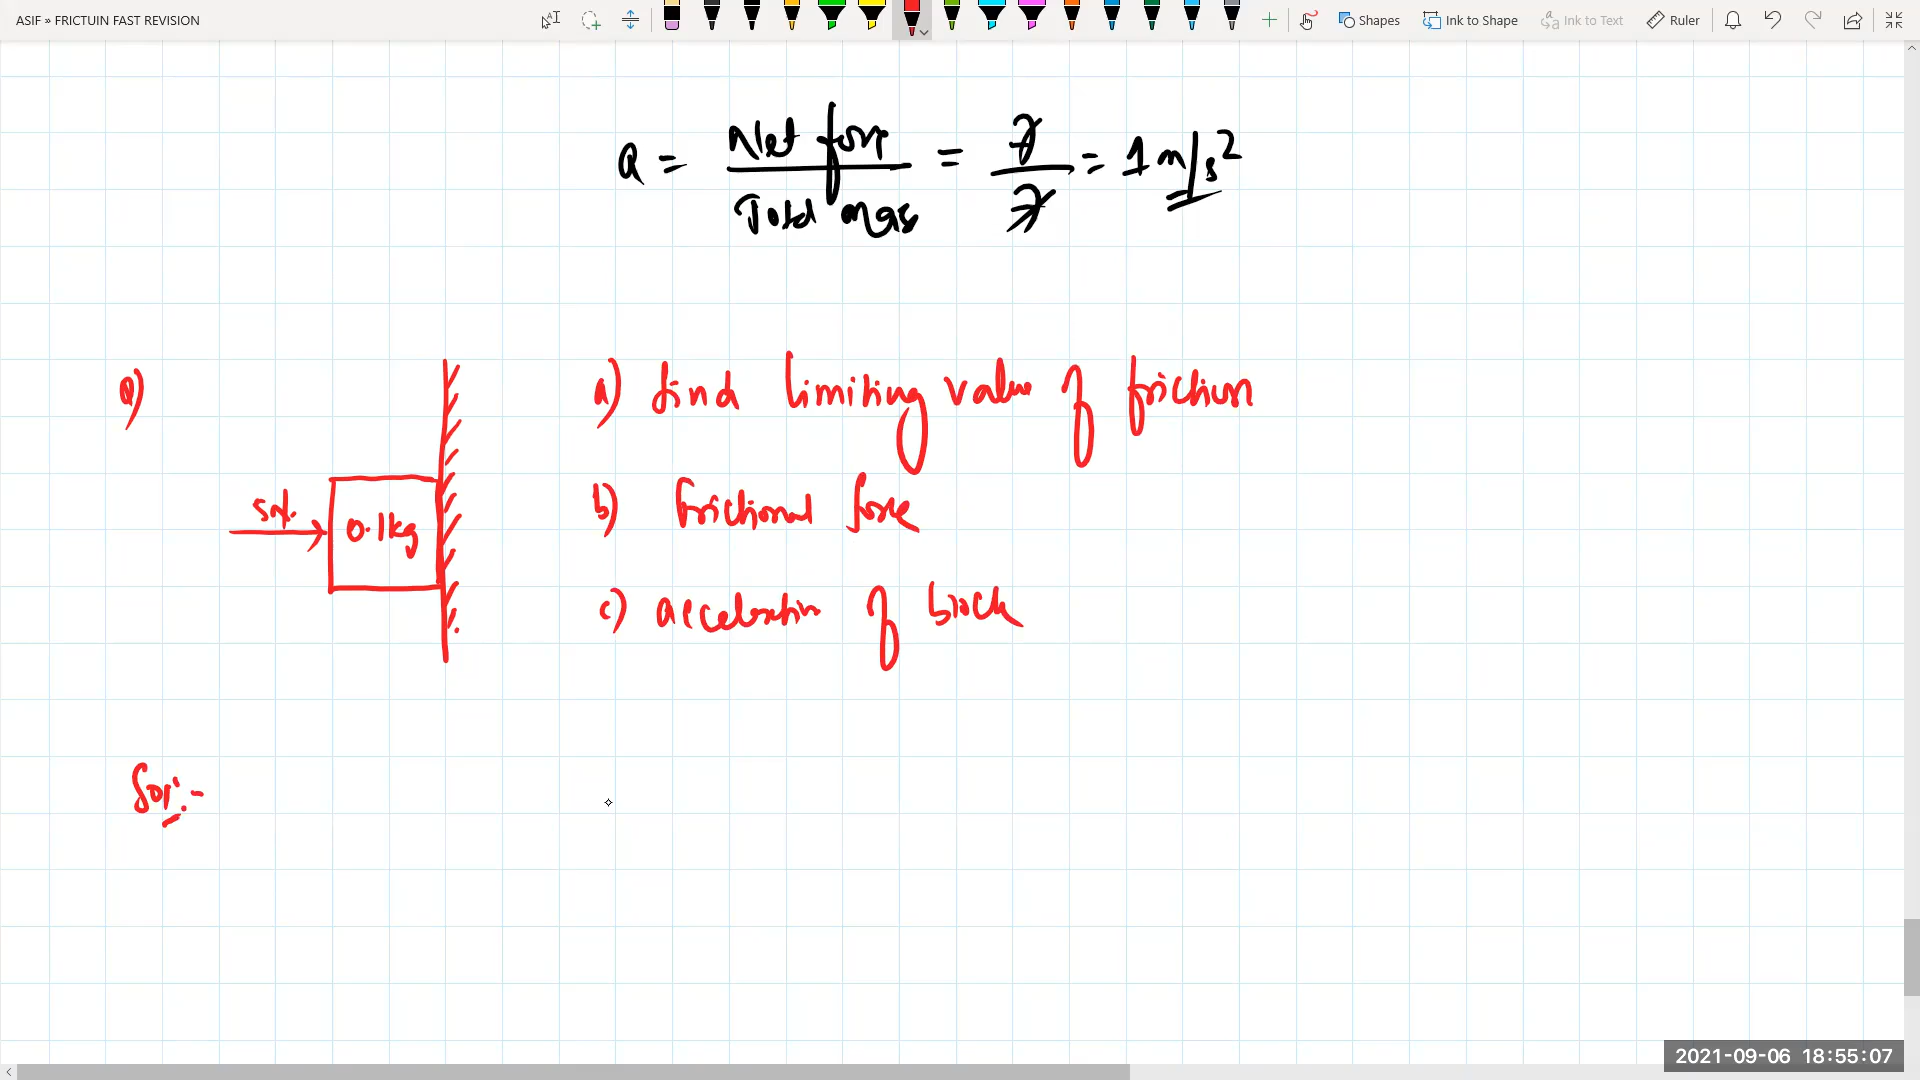 ASIF » FRICTUIN FAST REVISION
Shapes
Ink to Shape
Ink to Text
Ruler
a = Net force / Total mass = 7/7 = 1 m/s²
Q)
a) find limiting value of friction
b) frictional force
5N.
0.1kg
c) acceleration of block
Sol:-
2021-09-06 18:55:07